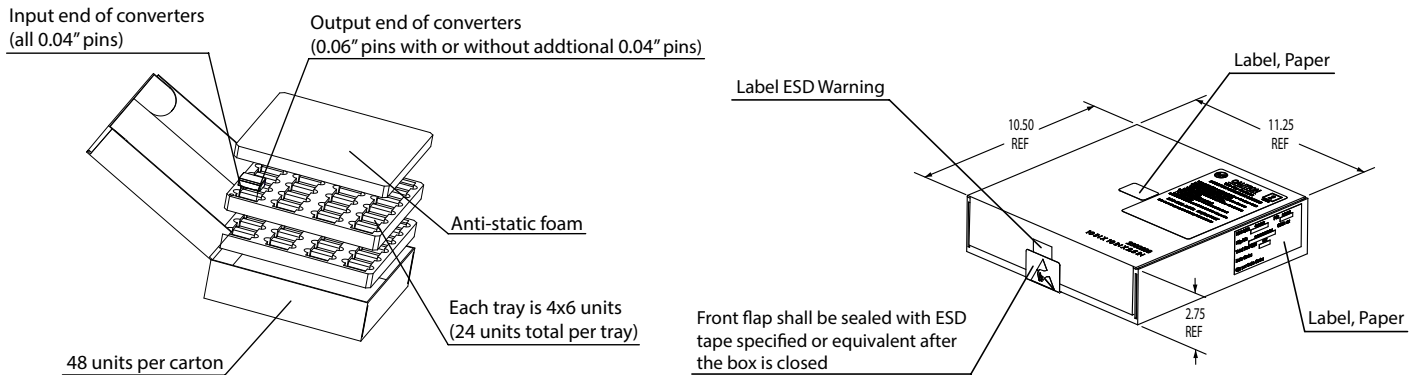 Input end of converters
(all 0.04” pins)
Output end of converters
(0.06” pins with or without addtional 0.04” pins)
Anti-static foam
Each tray is 4x6 units
(24 units total per tray)
48 units per carton
Label ESD Warning
Label, Paper
10.50
REF
11.25
REF
2.75
REF
Label, Paper
Front flap shall be sealed with ESD
tape specified or equivalent after
the box is closed